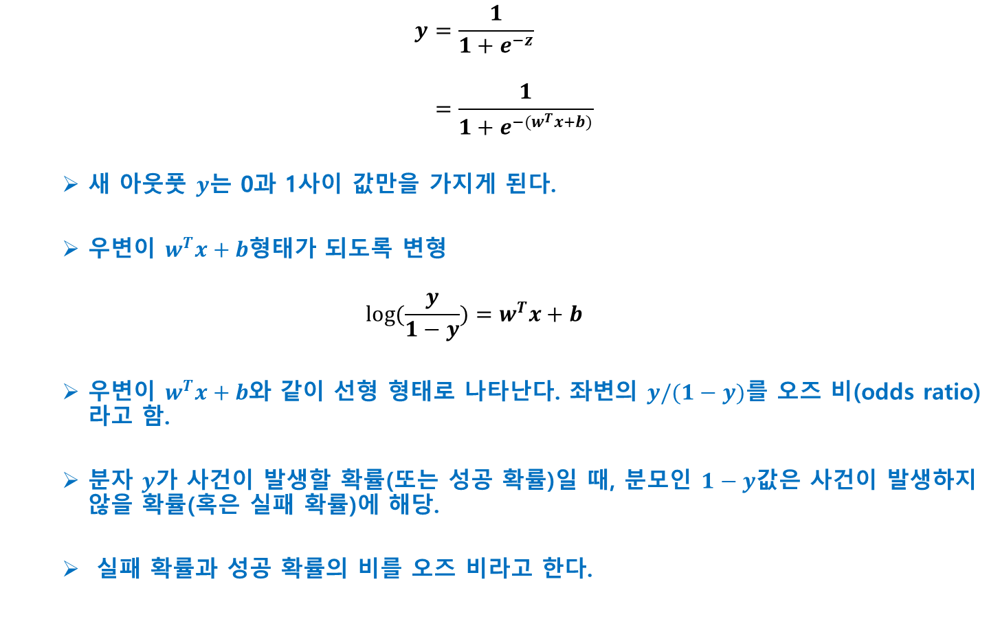 y = 1 / (1 + e^{-z})
= 1 / (1 + e^{-(w^T x+b)})
➢ 새 아웃풋 y는 0과 1사이 값만을 가지게 된다.
➢ 우변이 w^T x + b형태가 되도록 변형
log(y / (1 − y)) = w^T x + b
➢ 우변이 w^T x + b와 같이 선형 형태로 나타난다. 좌변의 y/(1 − y)를 오즈 비(odds ratio)
라고 함.
➢ 분자 y가 사건이 발생할 확률(또는 성공 확률)일 때, 분모인 1 − y값은 사건이 발생하지
않을 확률(혹은 실패 확률)에 해당.
➢ 실패 확률과 성공 확률의 비를 오즈 비라고 한다.